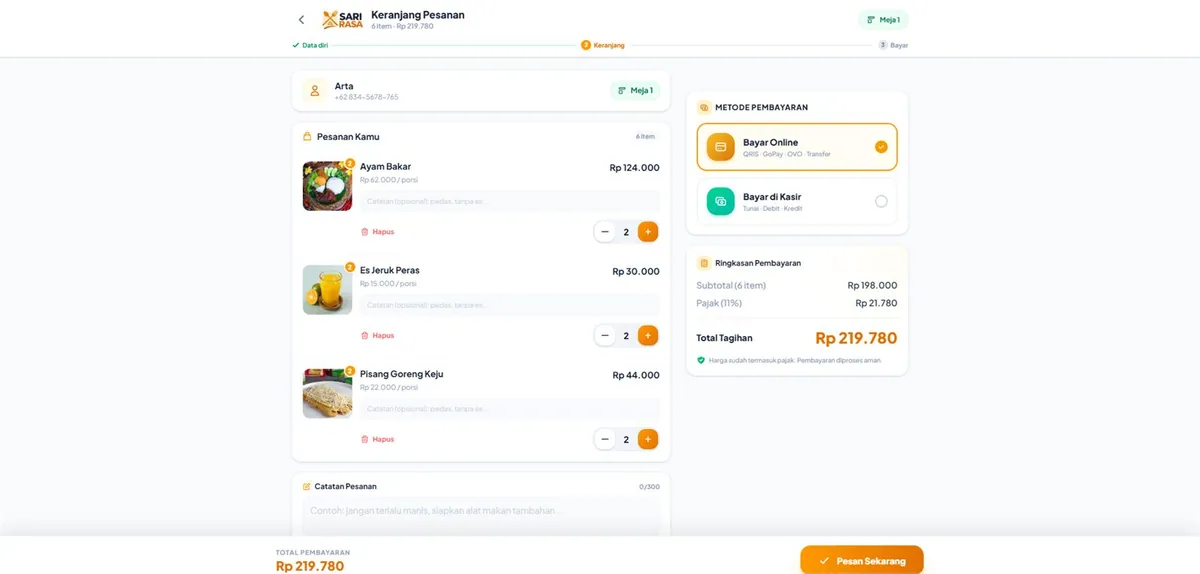 SARI
RASA
Keranjang Pesanan
6 item · Rp 219.780
Meja 1
Data diri
2 Keranjang
3 Bayar
Arta
+62 834-5678-765
Meja 1
Pesanan Kamu
6 item
2
Ayam Bakar
Rp 124.000
Rp 62.000 / porsi
Catatan (opsional): pedas, tanpa es...
Hapus
2
2
Es Jeruk Peras
Rp 30.000
Rp 15.000 / porsi
Catatan (opsional): pedas, tanpa es...
Hapus
2
2
Pisang Goreng Keju
Rp 44.000
Rp 22.000 / porsi
Catatan (opsional): pedas, tanpa es...
Hapus
2
Catatan Pesanan
0/300
Contoh: jangan terlalu manis, siapkan alat makan tambahan...
METODE PEMBAYARAN
Bayar Online
QRIS · GoPay · OVO · Transfer
Bayar di Kasir
Tunai · Debit · Kredit
Ringkasan Pembayaran
Subtotal (6 item)
Rp 198.000
Pajak (11%)
Rp 21.780
Total Tagihan
Rp 219.780
Harga sudah termasuk pajak. Pembayaran diproses aman.
TOTAL PEMBAYARAN
Rp 219.780
Pesan Sekarang